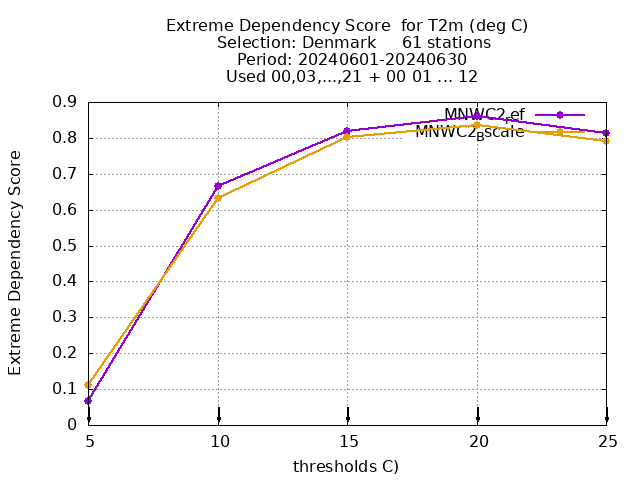 Extreme Dependency Score  for T2m (deg C)
Selection: Denmark     61 stations
Period: 20240601-20240630
Used 00,03,...,21 + 00 01 ... 12
MNWC2ref
MNWC2Bscale
Extreme Dependency Score
0.9
0.8
0.7
0.6
0.5
0.4
0.3
0.2
0.1
0
5
10
15
20
25
thresholds C)